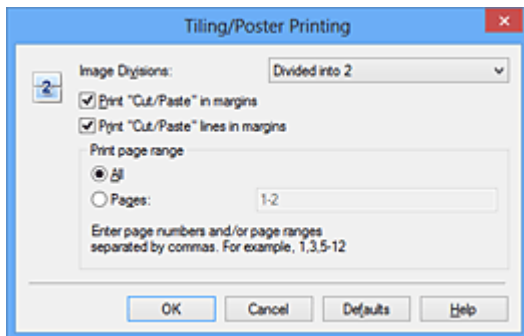 Tiling/Poster Printing
Image Divisions: Divided into 2
Print "Cut/Paste" in margins
Print "Cut/Paste" lines in margins
Print page range
All
Pages: 1-2
Enter page numbers and/or page ranges
separated by commas. For example, 1,3,5-12
OK Cancel Defaults Help
2